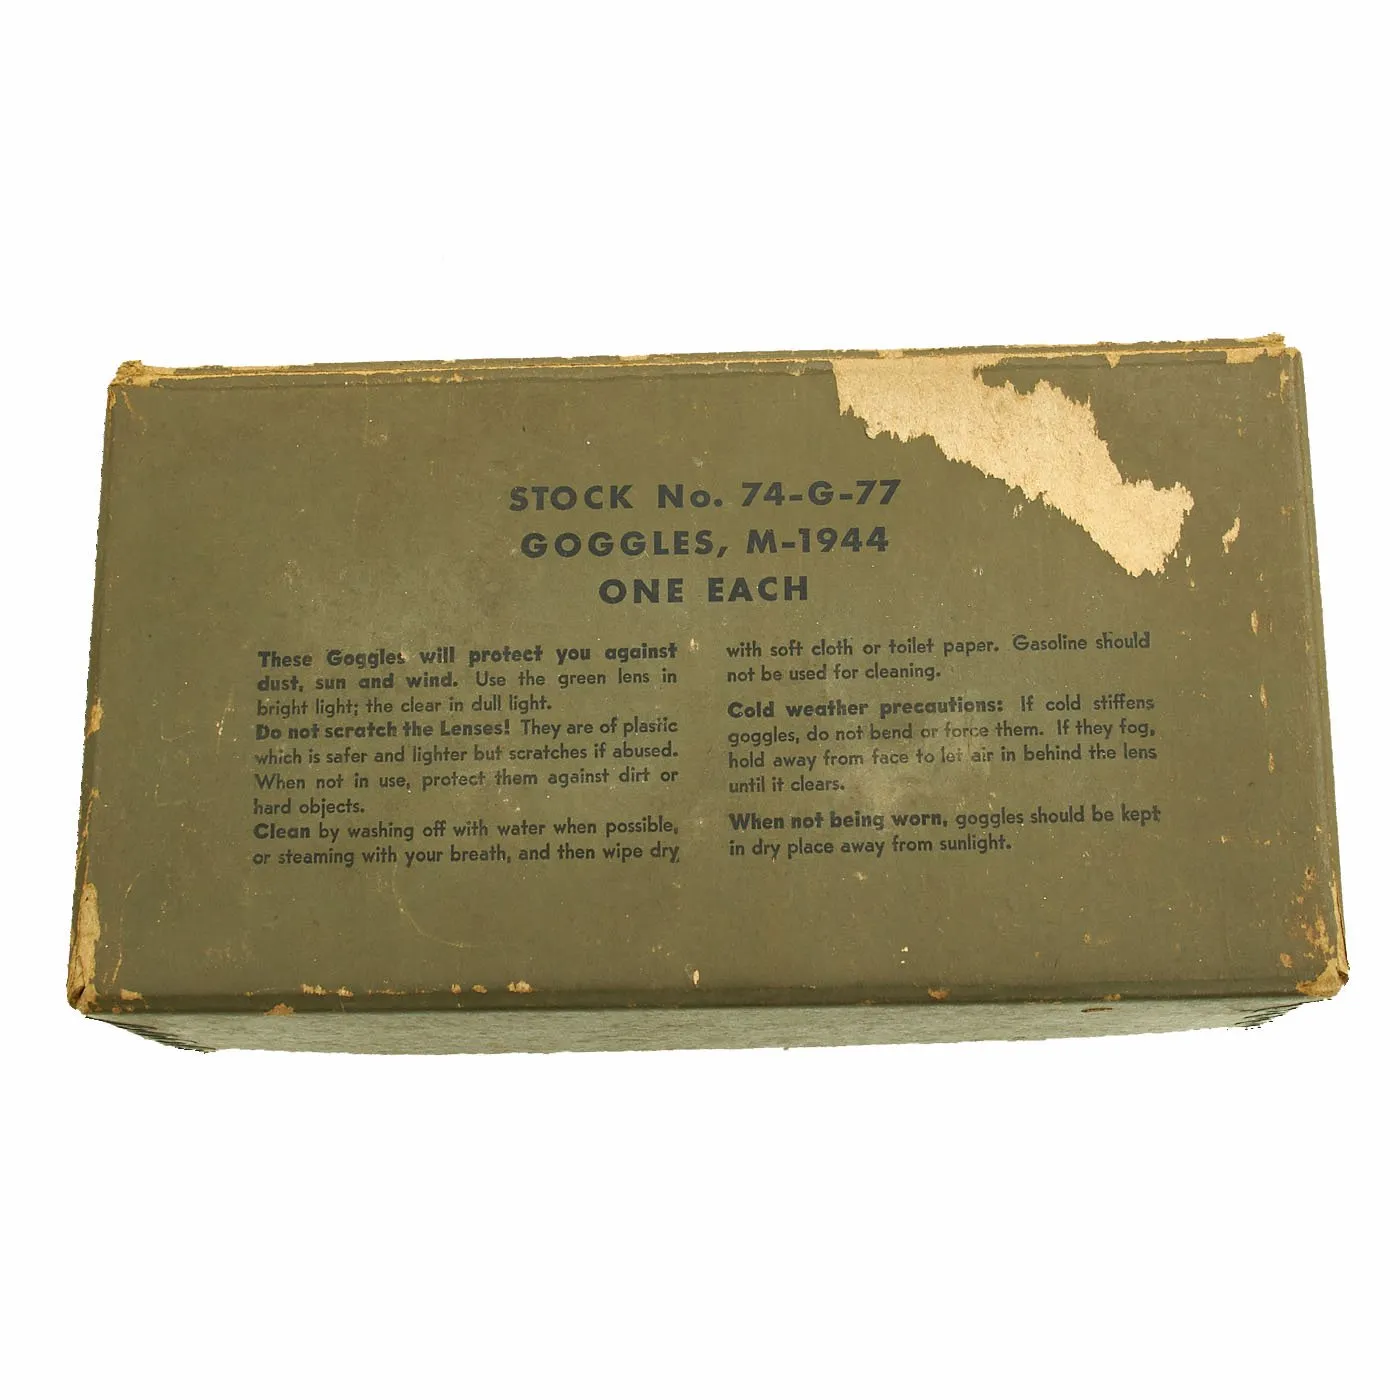 STOCK No. 74-G-77
GOGGLES, M-1944
ONE EACH
These Goggles will protect you against
dust, sun and wind. Use the green lens in
bright light; the clear in dull light.
Do not scratch the Lenses! They are of plastic
which is safer and lighter but scratches if abused.
When not in use, protect them against dirt or
hard objects.
Clean by washing off with water when possible,
or steaming with your breath, and then wipe dry
with soft cloth or toilet paper. Gasoline should
not be used for cleaning.
Cold weather precautions: If cold stiffens
goggles, do not bend or force them. If they fog,
hold away from face to let air in behind the lens
until it clears.
When not being worn, goggles should be kept
in dry place away from sunlight.